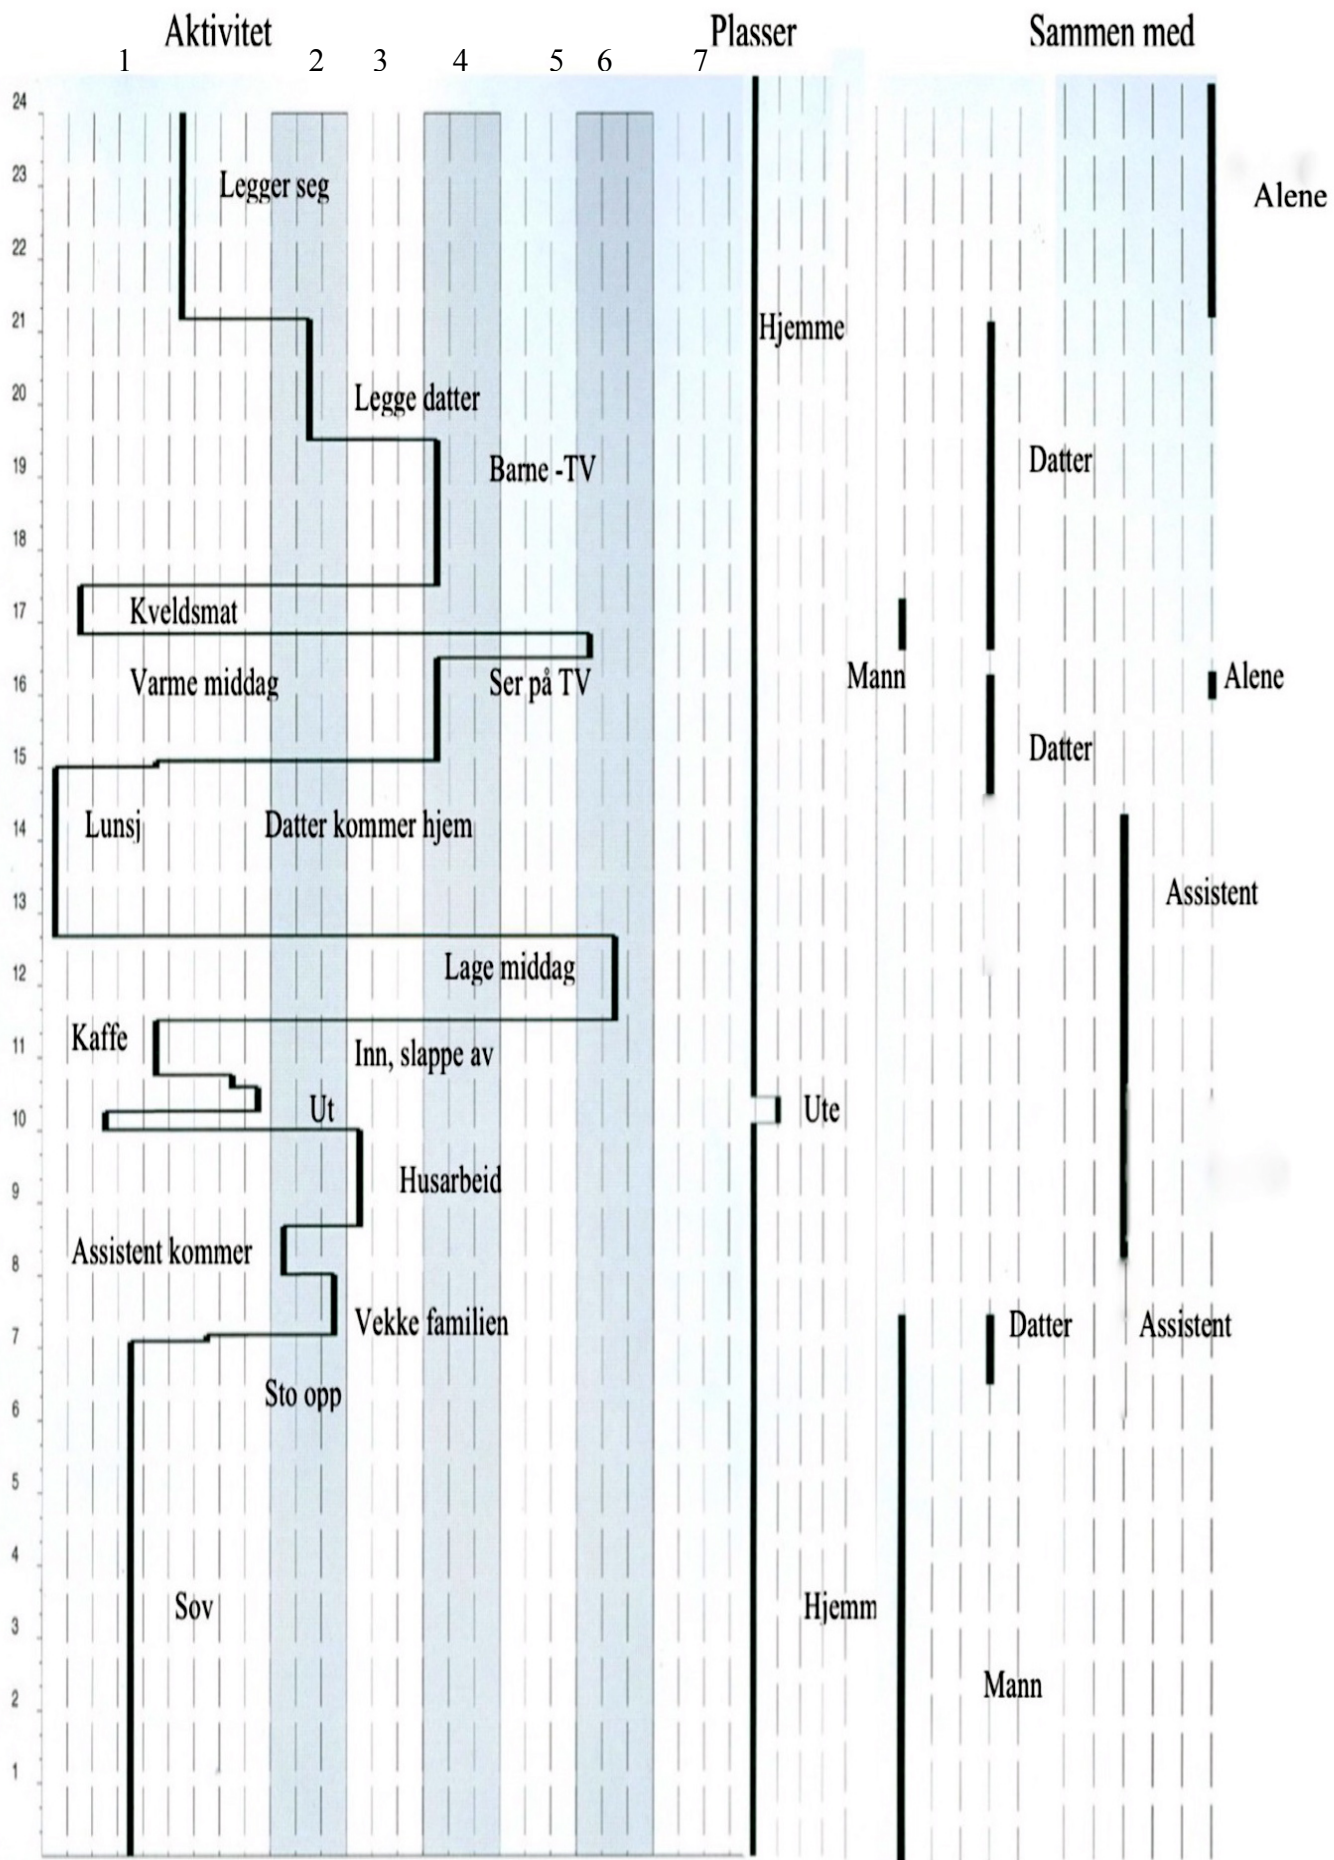 Aktivitet Plasser Sammen med
1 2 3 4 5 6 7
24
23
Legger seg Alene
22
21
Hjemme
20
Legge datter
19 Barne -TV Datter
18
17 Kveldsmat
16 Varme middag Ser på TV Mann Alene
15 Datter
14 Lunsj Datter kommer hjem
13 Assistent
12 Lage middag
11 Kaffe Inn, slappe av
10 Ut Ute
9 Husarbeid
8 Assistent kommer
7 Vekke familien Datter Assistent
6 Sto opp
5
4
3 Sov Hjemm
2 Mann
1